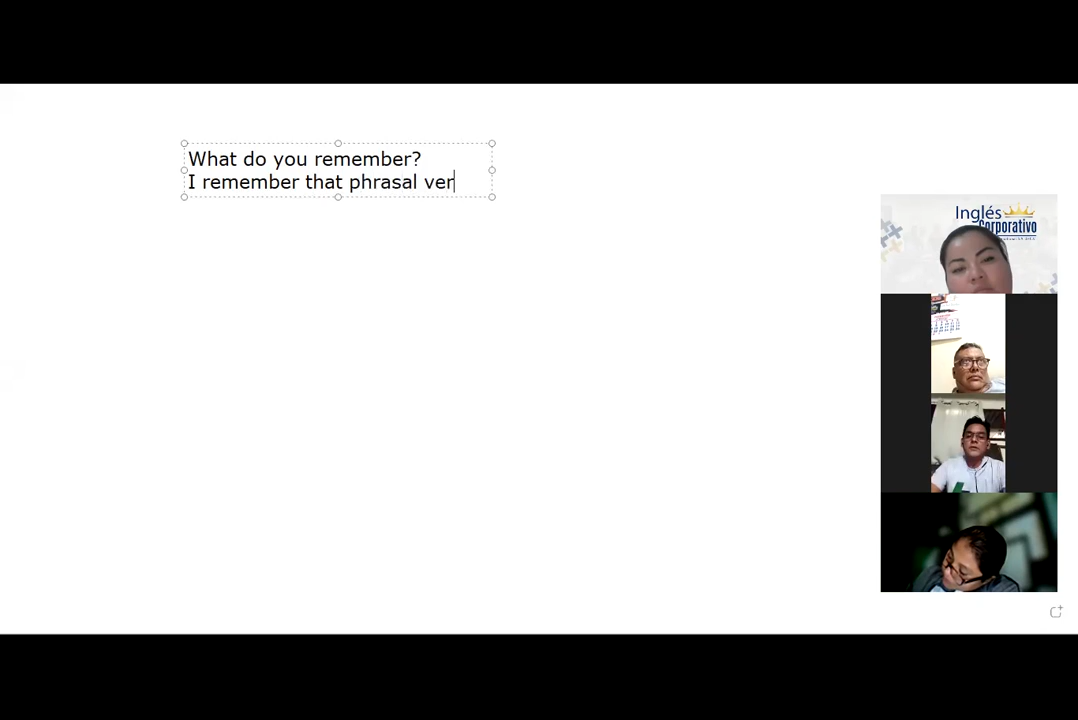 What do you remember?
I remember that phrasal ver
Inglés
Corporativo